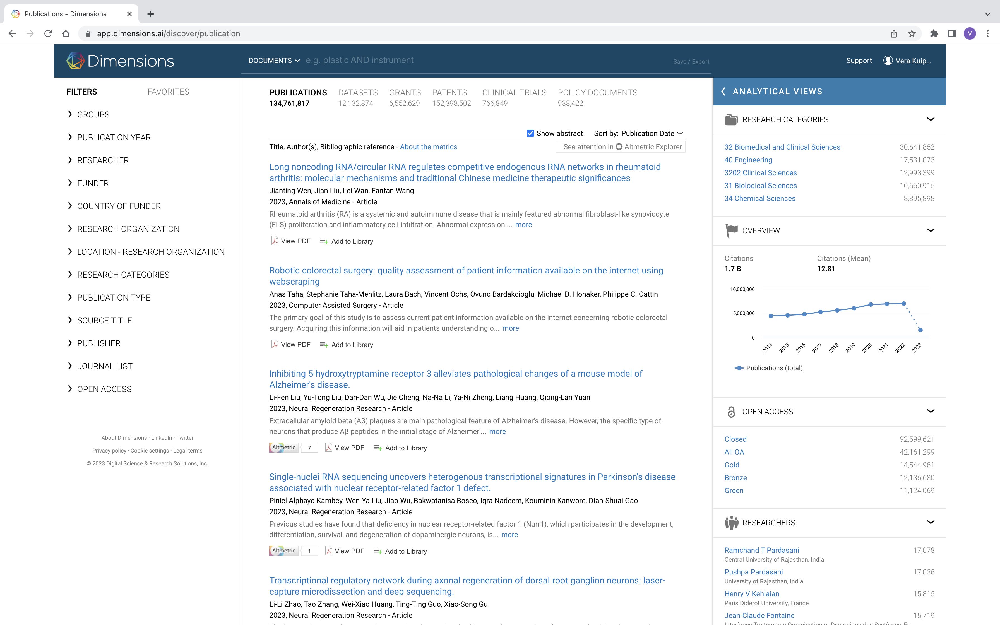 Publications - Dimensions
app.dimensions.ai/discover/publication
V
Dimensions
DOCUMENTS
e.g. plastic AND instrument
Save / Export
Support
Vera Kuip...
FILTERS
FAVORITES
GROUPS
PUBLICATION YEAR
RESEARCHER
FUNDER
COUNTRY OF FUNDER
RESEARCH ORGANIZATION
LOCATION - RESEARCH ORGANIZATION
RESEARCH CATEGORIES
PUBLICATION TYPE
SOURCE TITLE
PUBLISHER
JOURNAL LIST
OPEN ACCESS
About Dimensions · LinkedIn · Twitter
Privacy policy · Cookie settings · Legal terms
© 2023 Digital Science & Research Solutions, Inc.
PUBLICATIONS DATASETS GRANTS PATENTS CLINICAL TRIALS POLICY DOCUMENTS
134,761,817 12,132,874 6,552,629 152,398,502 766,849 938,422
Show abstract Sort by: Publication Date
Title, Author(s), Bibliographic reference - About the metrics
See attention in Altmetric Explorer
Long noncoding RNA/circular RNA regulates competitive endogenous RNA networks in rheumatoid
arthritis: molecular mechanisms and traditional Chinese medicine therapeutic significances
Jianting Wen, Jian Liu, Lei Wan, Fanfan Wang
2023, Annals of Medicine - Article
Rheumatoid arthritis (RA) is a systemic and autoimmune disease that is mainly featured abnormal fibroblast-like synoviocyte
(FLS) proliferation and inflammatory cell infiltration. Abnormal expression ... more
View PDF Add to Library
Robotic colorectal surgery: quality assessment of patient information available on the internet using
webscraping
Anas Taha, Stephanie Taha-Mehlitz, Laura Bach, Vincent Ochs, Ovunc Bardakcioglu, Michael D. Honaker, Philippe C. Cattin
2023, Computer Assisted Surgery - Article
The primary goal of this study is to assess current patient information available on the internet concerning robotic colorectal
surgery. Acquiring this information will aid in patients understanding o... more
View PDF Add to Library
Inhibiting 5-hydroxytryptamine receptor 3 alleviates pathological changes of a mouse model of
Alzheimer's disease.
Li-Fen Liu, Yu-Tong Liu, Dan-Dan Wu, Jie Cheng, Na-Na Li, Ya-Ni Zheng, Liang Huang, Qiong-Lan Yuan
2023, Neural Regeneration Research - Article
Extracellular amyloid beta (Aβ) plaques are main pathological feature of Alzheimer's disease. However, the specific type of
neurons that produce Aβ peptides in the initial stage of Alzheimer'... more
Altmetric 7 View PDF Add to Library
Single-nuclei RNA sequencing uncovers heterogenous transcriptional signatures in Parkinson's disease
associated with nuclear receptor-related factor 1 defect.
Piniel Alphayo Kambey, Wen-Ya Liu, Jiao Wu, Bakwatanisa Bosco, Iqra Nadeem, Kouminin Kanwore, Dian-Shuai Gao
2023, Neural Regeneration Research - Article
Previous studies have found that deficiency in nuclear receptor-related factor 1 (Nurr1), which participates in the development,
differentiation, survival, and degeneration of dopaminergic neurons, is... more
Altmetric 1 View PDF Add to Library
Transcriptional regulatory network during axonal regeneration of dorsal root ganglion neurons: laser-
capture microdissection and deep sequencing.
Li-Li Zhao, Tao Zhang, Wei-Xiao Huang, Ting-Ting Guo, Xiao-Song Gu
2023, Neural Regeneration Research - Article
ANALYTICAL VIEWS
RESEARCH CATEGORIES
32 Biomedical and Clinical Sciences 30,641,852
40 Engineering 17,531,073
3202 Clinical Sciences 12,998,399
31 Biological Sciences 10,560,915
34 Chemical Sciences 8,895,898
OVERVIEW
Citations Citations (Mean)
1.7 B 12.81
10,000,000
5,000,000
0
2014 2015 2016 2017 2018 2019 2020 2021 2022 2023
Publications (total)
OPEN ACCESS
Closed 92,599,621
All OA 42,161,299
Gold 14,544,961
Bronze 12,136,680
Green 11,124,069
RESEARCHERS
Ramchand T Pardasani 17,078
Central University of Rajasthan, India
Pushpa Pardasani 17,036
University of Rajasthan, India
Henry V Kehiaian 15,815
Paris Diderot University, France
Jean-Claude Fontaine 15,719